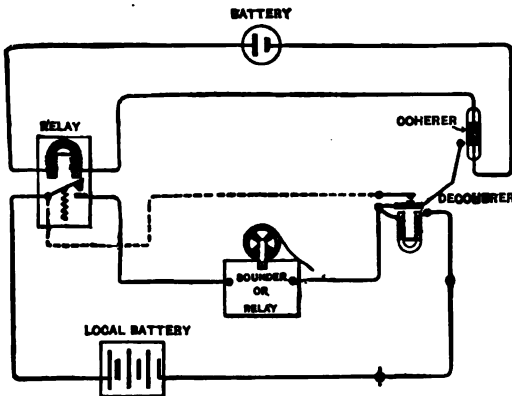 BATTERY
RELAY
COHERER
DECOHERER
SOUNDER
OR
RELAY
LOCAL BATTERY